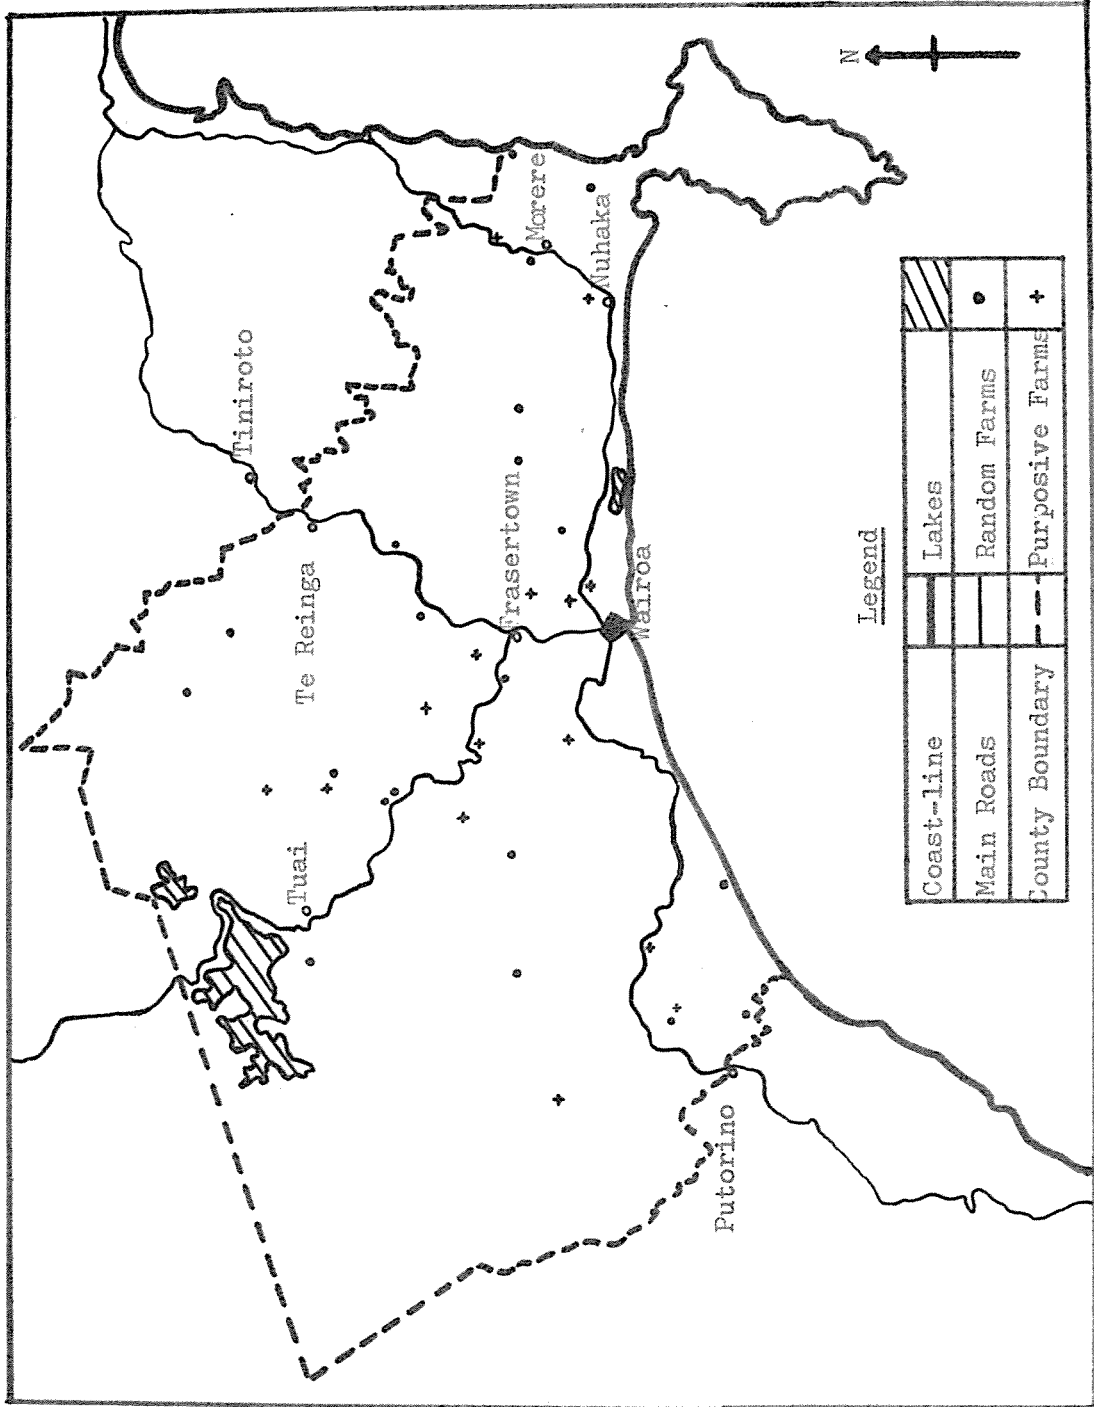 N
Tiniroto
Morere
Nuhaka
Te Reinga
Frasertown
Wairoa
Tuai
Putorino
Legend
Coast-line
Lakes
Main Roads
Random Farms
County Boundary
Purposive Farms